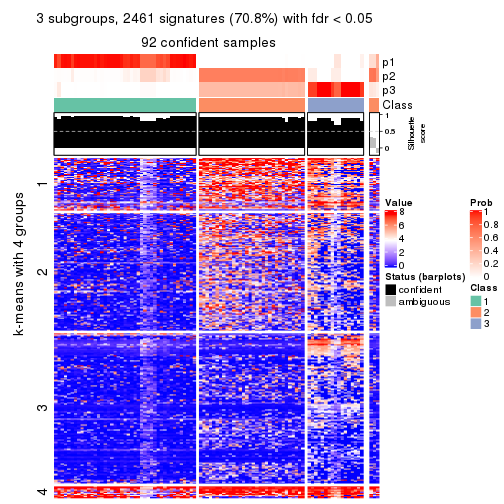 3 subgroups, 2461 signatures (70.8%) with fdr < 0.05
92 confident samples
p1
p2
p3
Class
1
0.5
0
Silhouette
score
k-means with 4 groups
1
2
3
4
Value
8
6
4
2
0
Status (barplots)
confident
ambiguous
Prob
1
0.8
0.6
0.4
0.2
0
Class
1
2
3